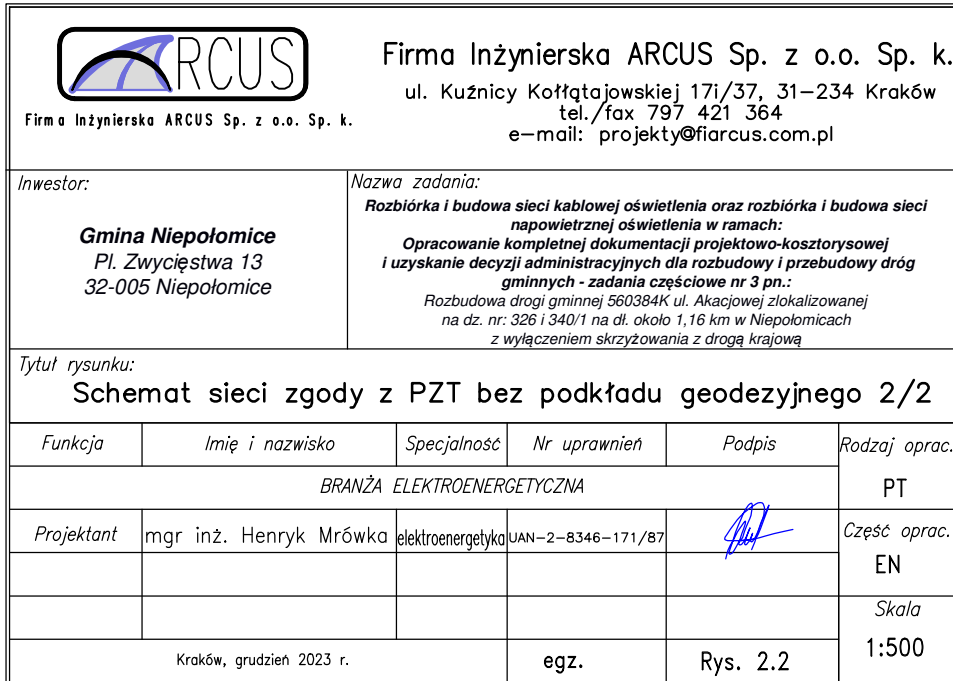 ARCUS
Firma Inżynierska ARCUS Sp. z o.o. Sp. k.
Firma Inżynierska ARCUS Sp. z o.o. Sp. k.
ul. Kuźnicy Kołłątajowskiej 17i/37, 31–234 Kraków
tel./fax 797 421 364
e–mail: projekty@fiarcus.com.pl
Inwestor:
Gmina Niepołomice
Pl. Zwycięstwa 13
32-005 Niepołomice
Nazwa zadania:
Rozbiórka i budowa sieci kablowej oświetlenia oraz rozbiórka i budowa sieci
napowietrznej oświetlenia w ramach:
Opracowanie kompletnej dokumentacji projektowo-kosztorysowej
i uzyskanie decyzji administracyjnych dla rozbudowy i przebudowy dróg
gminnych - zadania częściowe nr 3 pn.:
Rozbudowa drogi gminnej 560384K ul. Akacjowej zlokalizowanej
na dz. nr: 326 i 340/1 na dł. około 1,16 km w Niepołomicach
z wyłączeniem skrzyżowania z drogą krajową
Tytuł rysunku:
Schemat sieci zgody z PZT bez podkładu geodezyjnego 2/2
Funkcja Imię i nazwisko Specjalność Nr uprawnień Podpis Rodzaj oprac.
BRANŻA ELEKTROENERGETYCZNA PT
Projektant mgr inż. Henryk Mrówka elektroenergetyka UAN–2–8346–171/87 Część oprac.
EN
Skala
1:500
Kraków, grudzień 2023 r. egz. Rys. 2.2